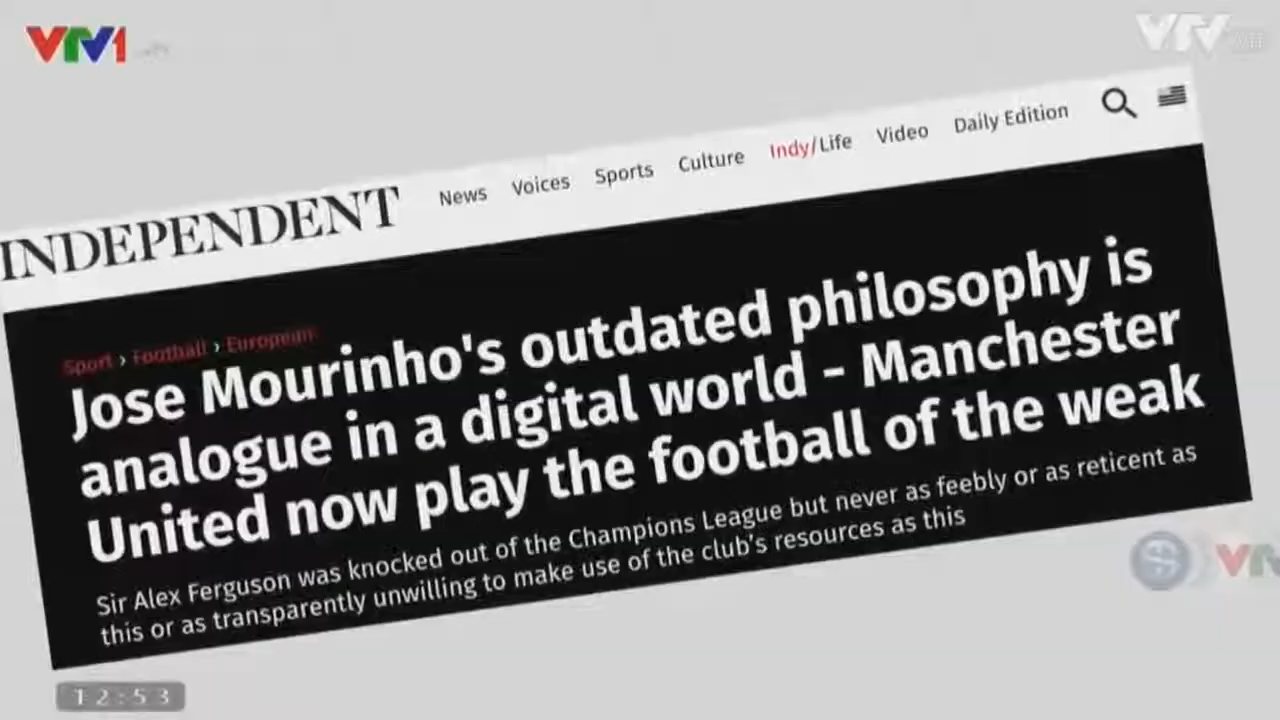 VTV1
VTV
INDEPENDENT
News Voices Sports Culture Indy/Life Video Daily Edition
Sport › Football › European
Jose Mourinho's outdated philosophy is
analogue in a digital world - Manchester
United now play the football of the weak
Sir Alex Ferguson was knocked out of the Champions League but never as feebly or as reticent as
this or as transparently unwilling to make use of the club's resources as this
12:53